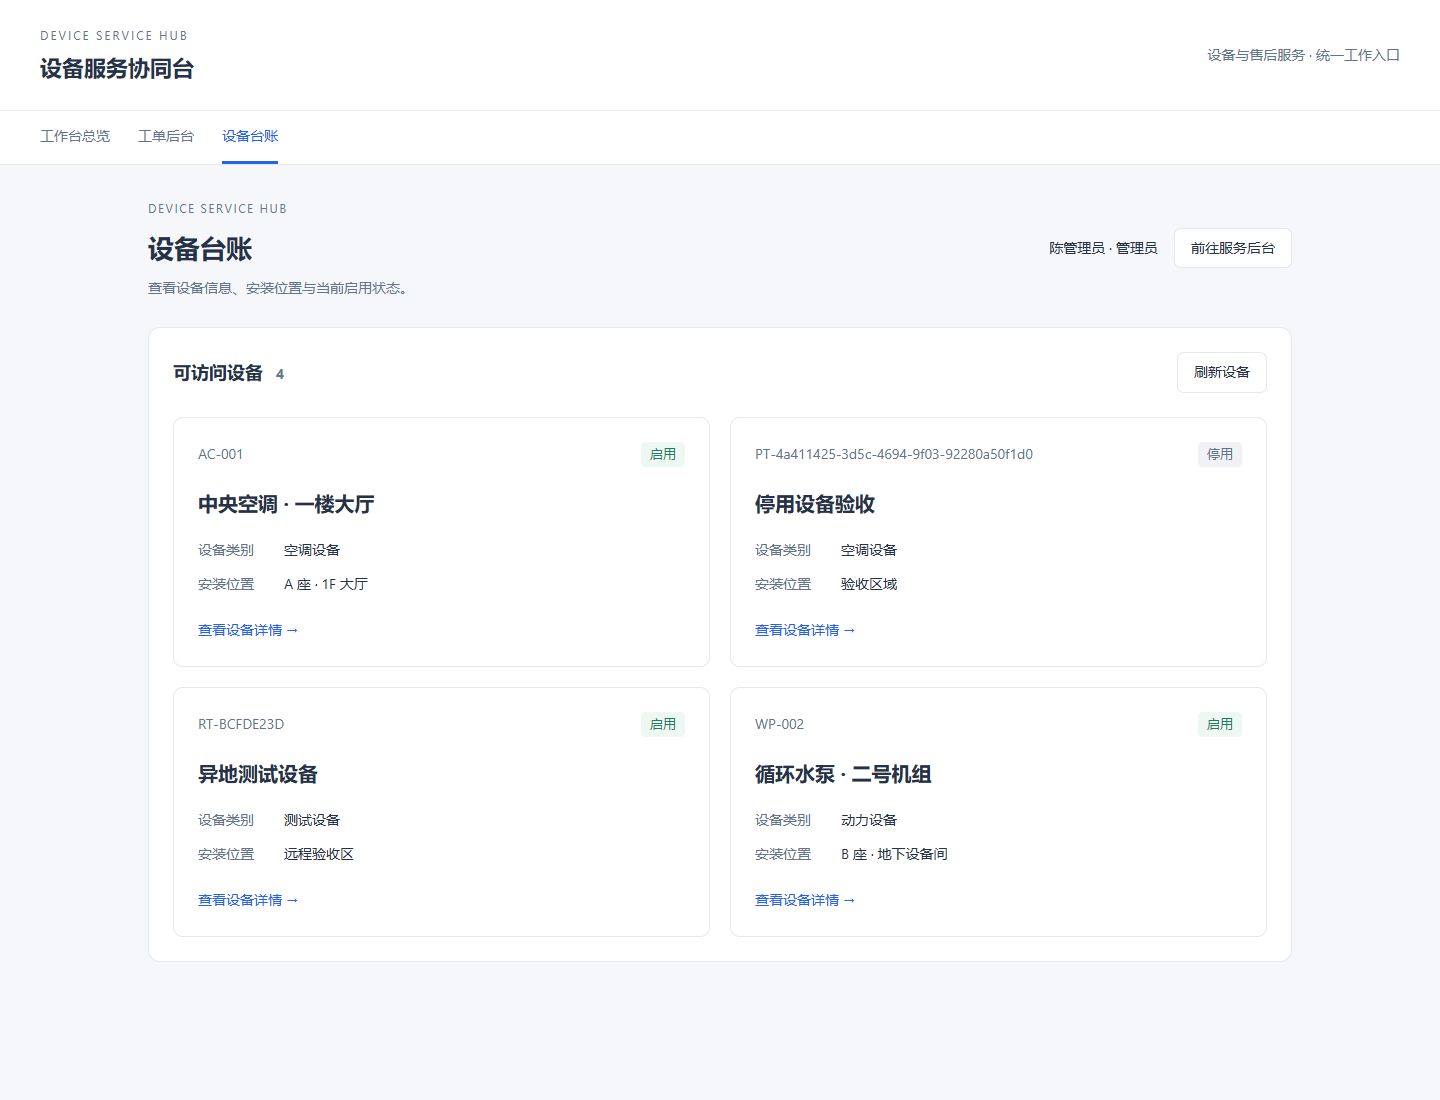 DEVICE SERVICE HUB
设备服务协同台
设备与售后服务 · 统一工作入口
工作台总览 工单后台 设备台账
DEVICE SERVICE HUB
设备台账
陈管理员 · 管理员 前往服务后台
查看设备信息、安装位置与当前启用状态。
可访问设备 4
刷新设备
AC-001 启用
中央空调 · 一楼大厅
设备类别 空调设备
安装位置 A 座 · 1F 大厅
查看设备详情 →
PT-4a411425-3d5c-4694-9f03-92280a50f1d0 停用
停用设备验收
设备类别 空调设备
安装位置 验收区域
查看设备详情 →
RT-BCFDE23D 启用
异地测试设备
设备类别 测试设备
安装位置 远程验收区
查看设备详情 →
WP-002 启用
循环水泵 · 二号机组
设备类别 动力设备
安装位置 B 座 · 地下设备间
查看设备详情 →